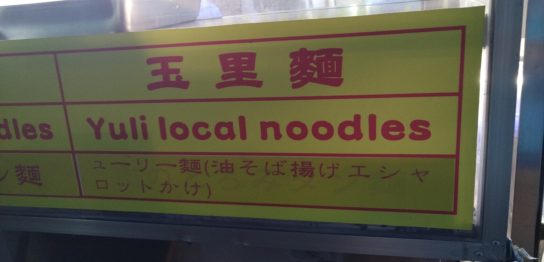 玉里麵
dles
Yuli local noodles
ン麵
ューリー麵(油そば揚げエシャ
ロットかけ)